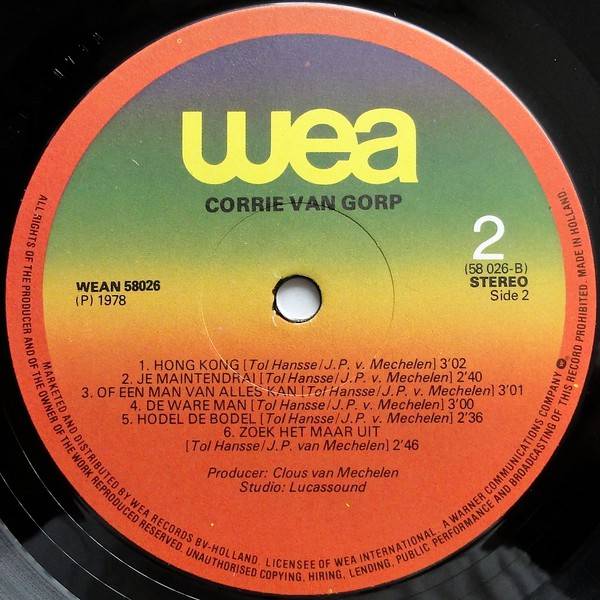 wea
CORRIE VAN GORP
2
WEAN 58026
(P) 1978
(58 026-B)
STEREO
Side 2
1. HONG KONG [Tol Hansse/J.P. v. Mechelen] 3'02
2. JE MAINTENDRAI [Tol Hansse/J.P. v. Mechelen] 2'40
3. OF EEN MAN VAN ALLES KAN [Tol Hansse/J.P. v. Mechelen] 3'01
4. DE WARE MAN [Tol Hansse/J.P. v. Mechelen] 3'00
5. HODEL DE BODEL [Tol Hansse/J.P. v. Mechelen] 2'36
6. ZOEK HET MAAR UIT
[Tol Hansse/J.P. van Mechelen] 2'46
Producer: Clous van Mechelen
Studio: Lucassound
ALL RIGHTS OF THE PRODUCER AND OF THE OWNER OF THE WORK REPRODUCED RESERVED. UNAUTHORISED COPYING, HIRING, LENDING, PUBLIC PERFORMANCE AND BROADCASTING OF THIS RECORD PROHIBITED. MADE IN HOLLAND.
MARKETED AND DISTRIBUTED BY WEA RECORDS BV-HOLLAND. LICENSEE OF WEA INTERNATIONAL. A WARNER COMMUNICATIONS COMPANY